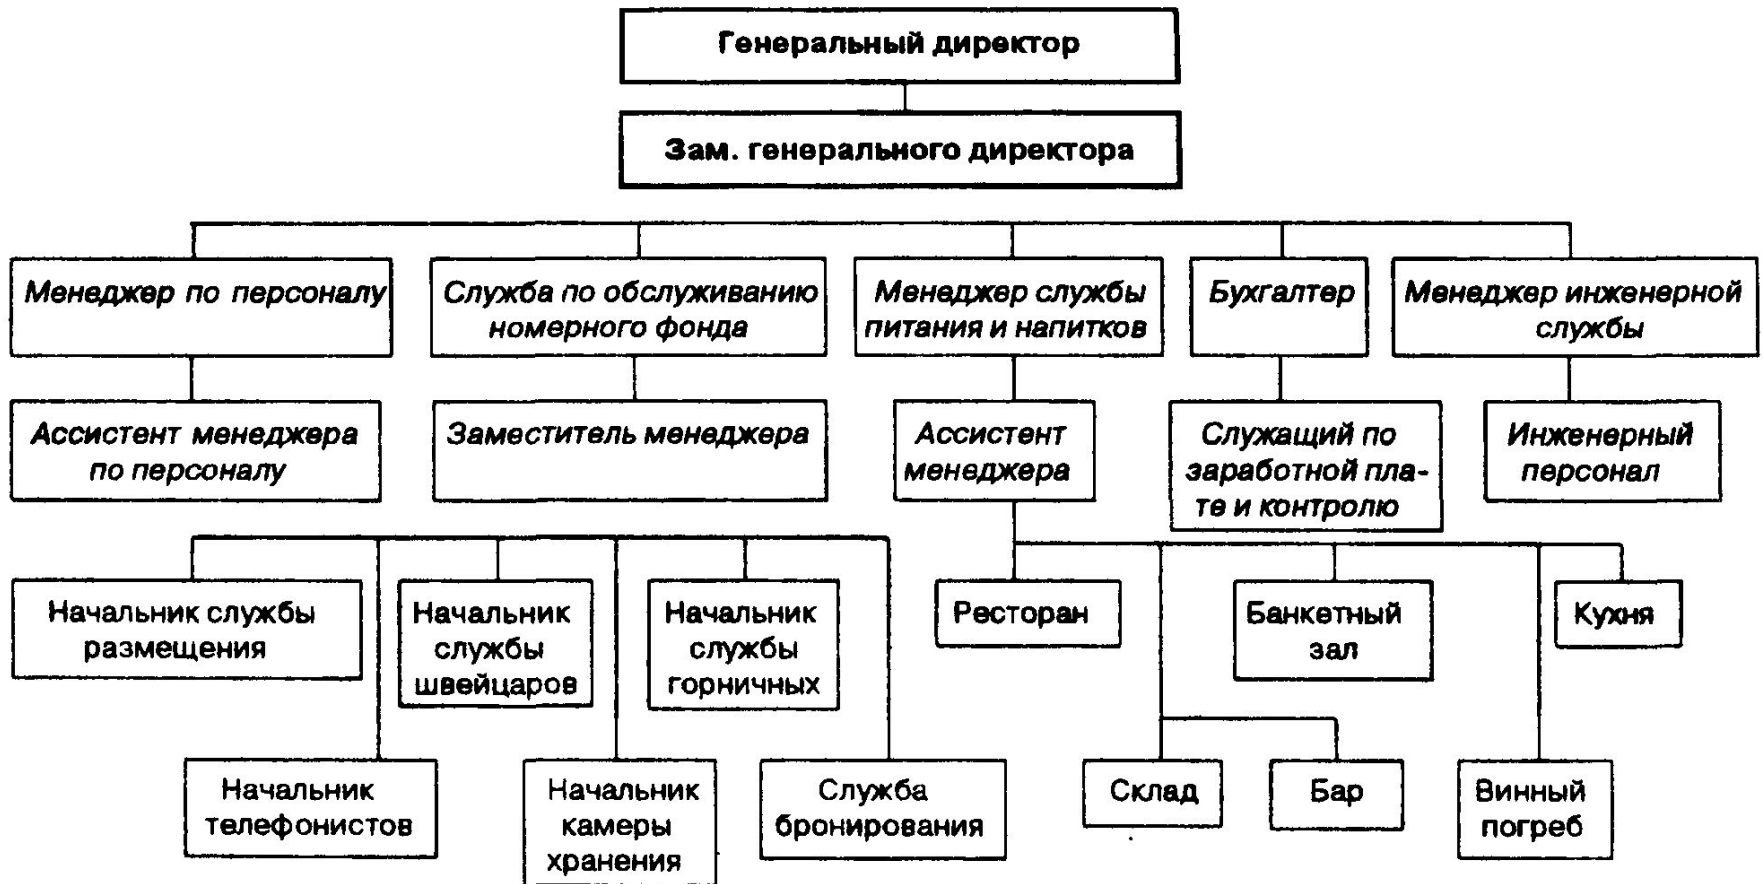 Генеральный директор
Зам. генерального директора
Менеджер по персоналу
Служба по обслуживанию
номерного фонда
Менеджер службы
питания и напитков
Бухгалтер
Менеджер инженерной
службы
Ассистент менеджера
по персоналу
Заместитель менеджера
Ассистент
менеджера
Служащий по
заработной пла-
те и контролю
Инженерный
персонал
Начальник службы
размещения
Начальник
службы
швейцаров
Начальник
службы
горничных
Ресторан
Банкетный
зал
Кухня
Начальник
телефонистов
Начальник
камеры
хранения
Служба
бронирования
Склад
Бар
Винный
погреб